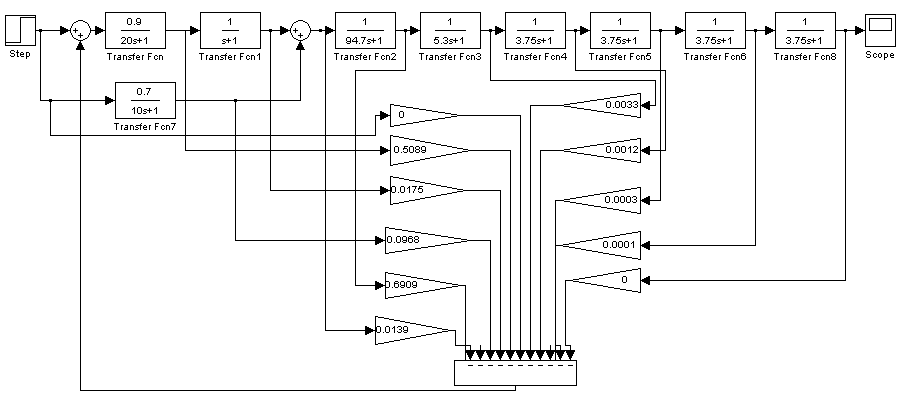 0.9
20s+1
1
s+1
1
94.7s+1
1
5.3s+1
1
3.75s+1
1
3.75s+1
1
3.75s+1
1
3.75s+1
Step
Transfer Fcn
Transfer Fcn1
Transfer Fcn2
Transfer Fcn3
Transfer Fcn4
Transfer Fcn5
Transfer Fcn6
Transfer Fcn8
Scope
0.7
10s+1
Transfer Fcn7
0
0.0033
0.5089
0.0012
0.0175
0.0003
0.0968
0.0001
0.6909
0
0.0139